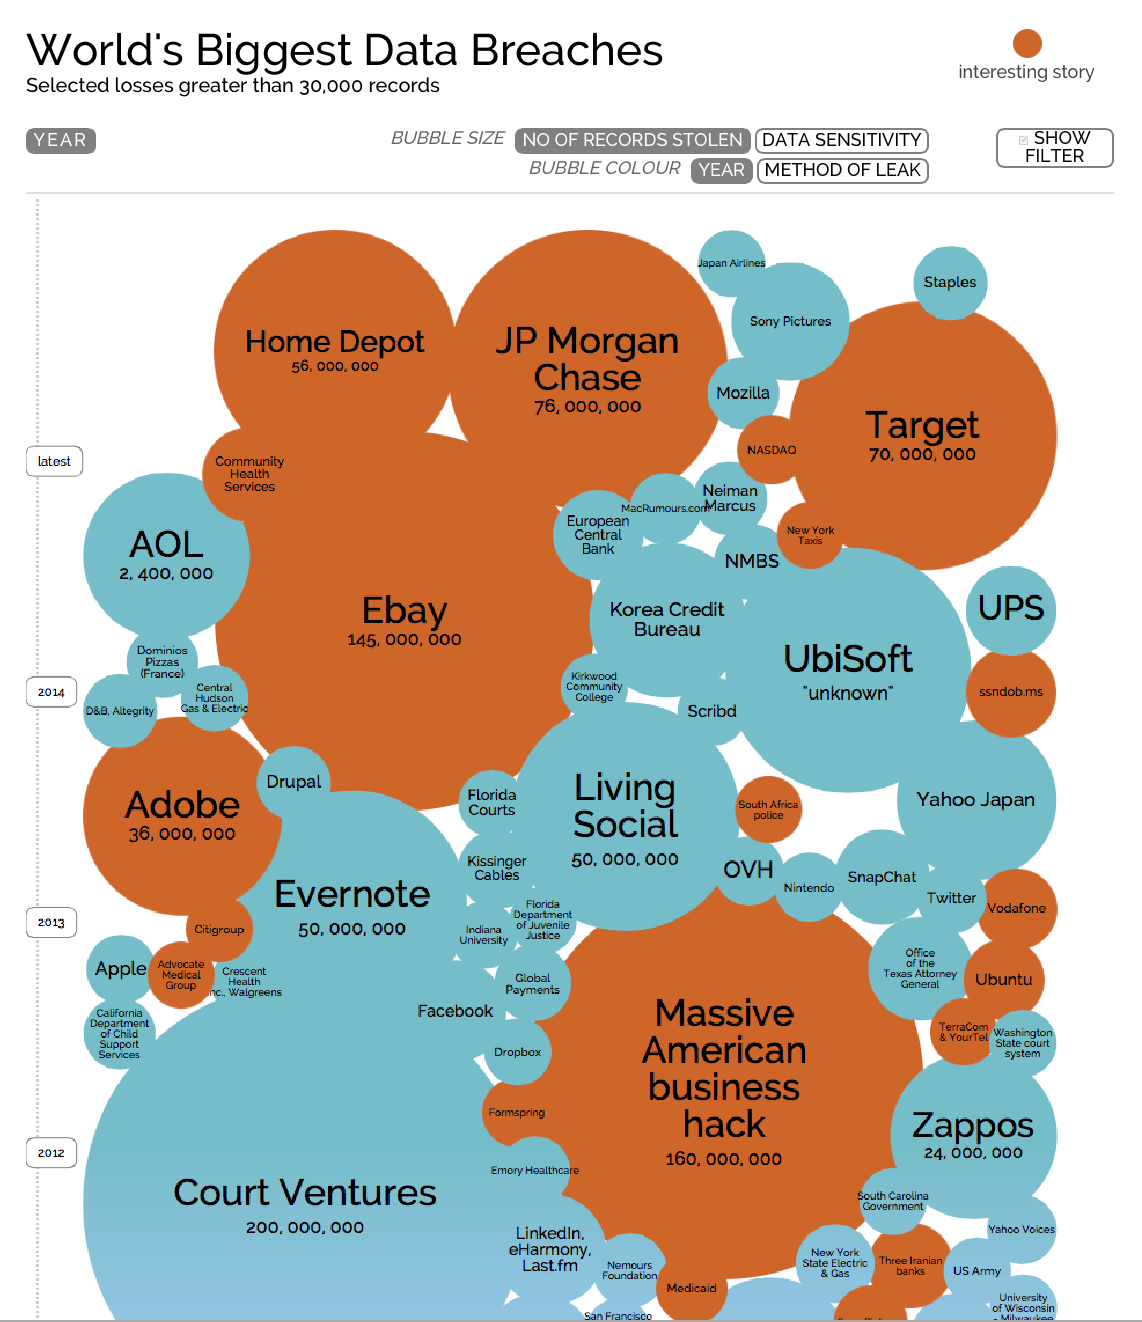 World's Biggest Data Breaches
Selected losses greater than 30,000 records
interesting story
YEAR
BUBBLE SIZE
NO OF RECORDS STOLEN
DATA SENSITIVITY
SHOW
FILTER
BUBBLE COLOUR
YEAR
METHOD OF LEAK
Japan Airlines
Staples
Sony Pictures
Home Depot
56, 000, 000
JP Morgan
Chase
76, 000, 000
Mozilla
Target
70, 000, 000
NASDAQ
latest
Community
Health
Services
Neiman
Marcus
MacRumours.com
European
Central
Bank
New York
Taxis
AOL
2, 400, 000
NMBS
Ebay
145, 000, 000
Korea Credit
Bureau
UPS
UbiSoft
"unknown"
Dominios
Pizzas
(France)
Kirkwood
Community
College
2014
ssndob.ms
Central
Hudson
Gas & Electric
D&B, Altegrity
Scribd
Drupal
Adobe
36, 000, 000
Florida
Courts
Living
Social
50, 000, 000
South Africa
police
Yahoo Japan
Kissinger
Cables
OVH
Nintendo
SnapChat
Twitter
Vodafone
Evernote
50, 000, 000
2013
Citigroup
Indiana
University
Florida
Department
of Juvenile
Justice
Apple
Advocate
Medical
Group
Crescent
Health
nc., Walgreens
Global
Payments
Office
of the
Texas Attorney
General
Ubuntu
California
Department
of Child
Support
Services
Facebook
Massive
American
business
hack
160, 000, 000
TerraCom
& YourTel
Washington
State court
system
Dropbox
Formspring
Zappos
24, 000, 000
2012
Emory Healthcare
Court Ventures
200, 000, 000
South Carolina
Government
LinkedIn,
eHarmony,
Last.fm
Yahoo Voices
Nemours
Foundation
New York
State Electric
& Gas
Three Iranian
banks
US Army
Medicaid
San Francisco
University
of Wisconsin
- Milwaukee